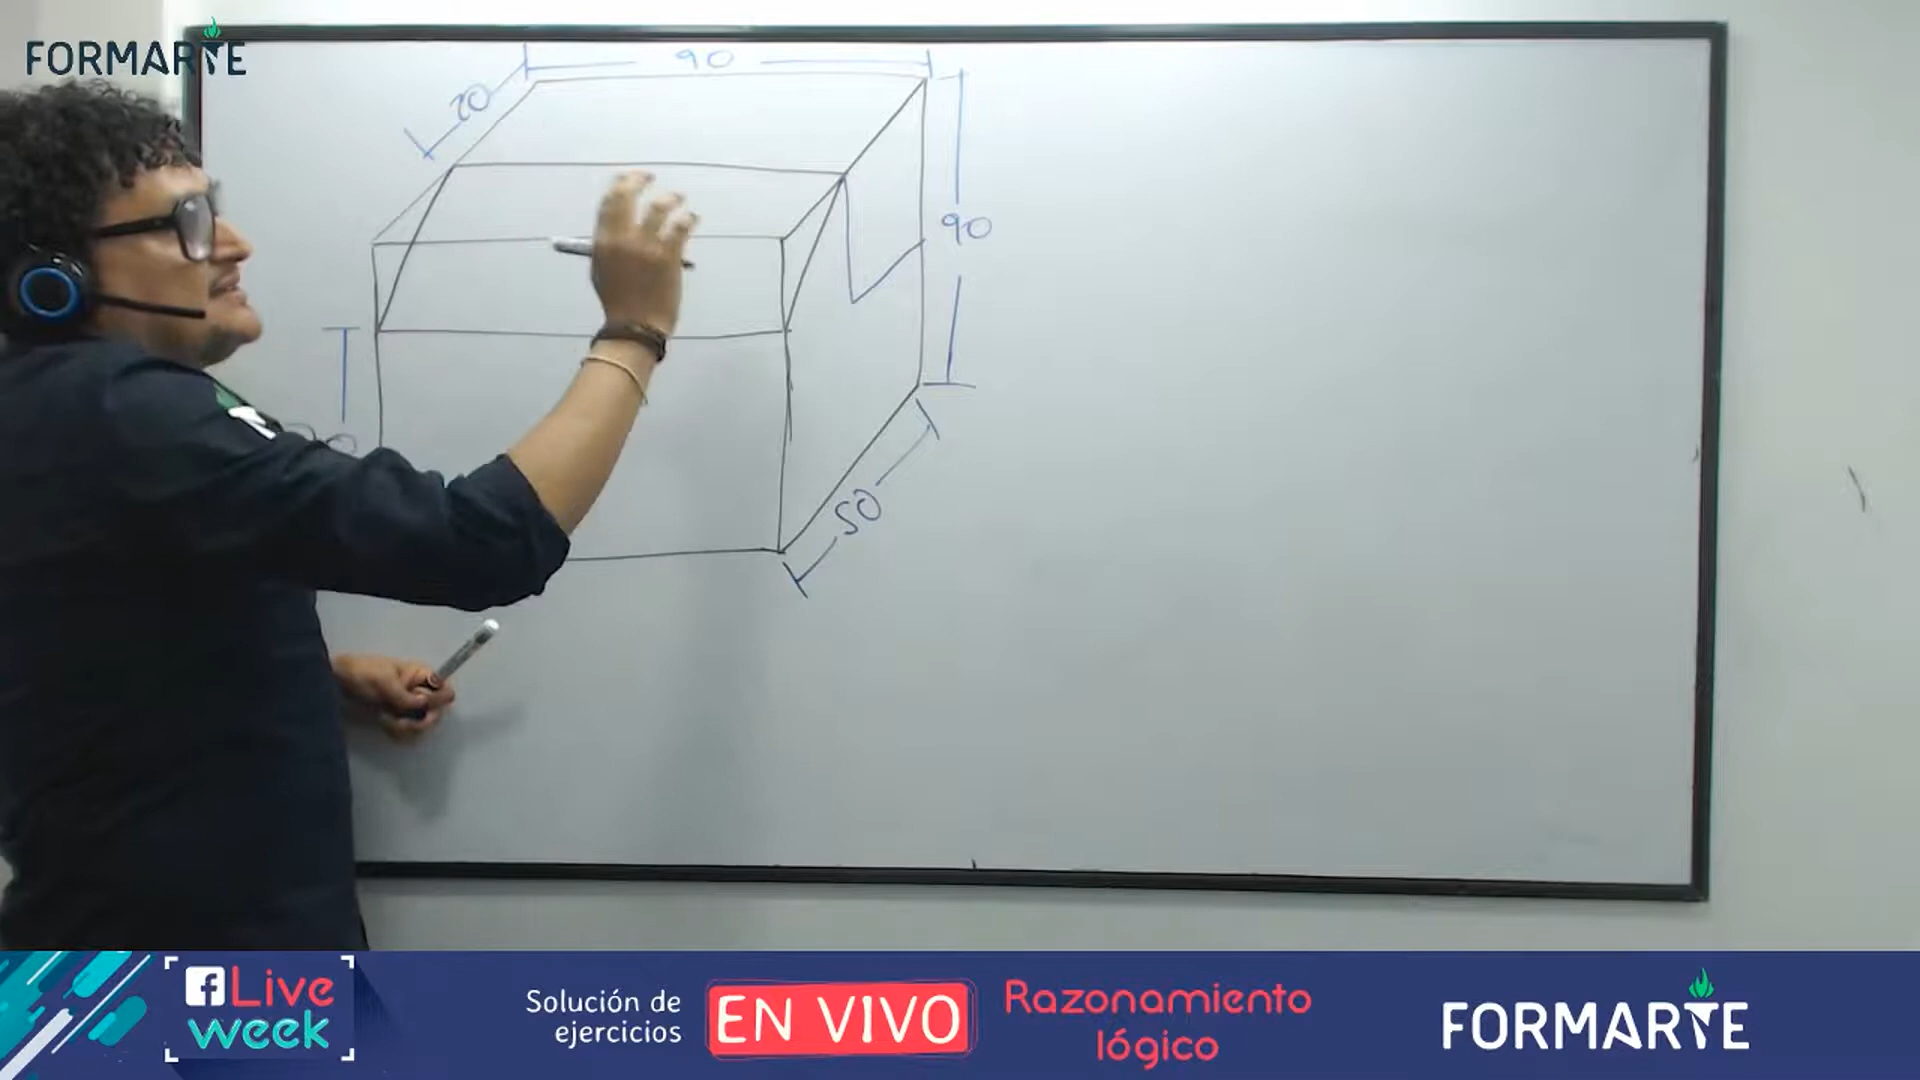 FORMARTE
90
20
90
50
Live
week
Solución de
ejercicios
EN VIVO
Razonamiento
lógico
FORMARTE